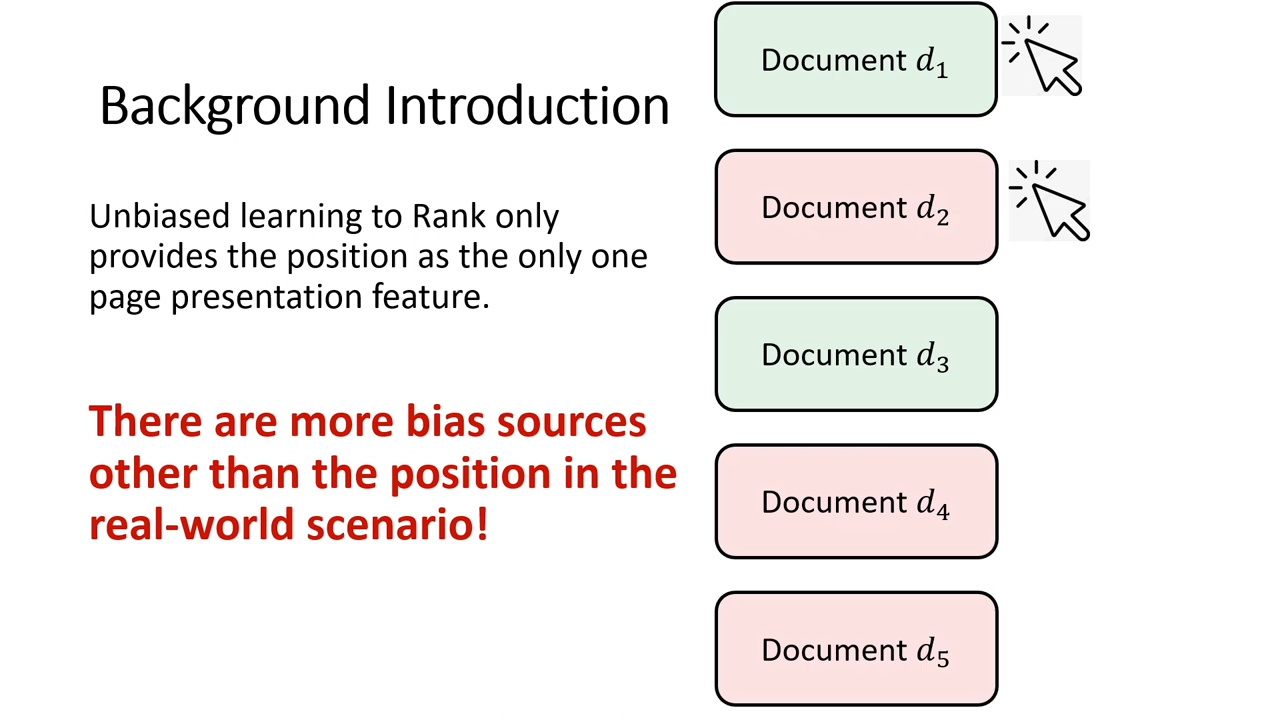 Background Introduction
Unbiased learning to Rank only
provides the position as the only one
page presentation feature.
There are more bias sources
other than the position in the
real-world scenario!
Document d₁
Document d₂
Document d₃
Document d₄
Document d₅